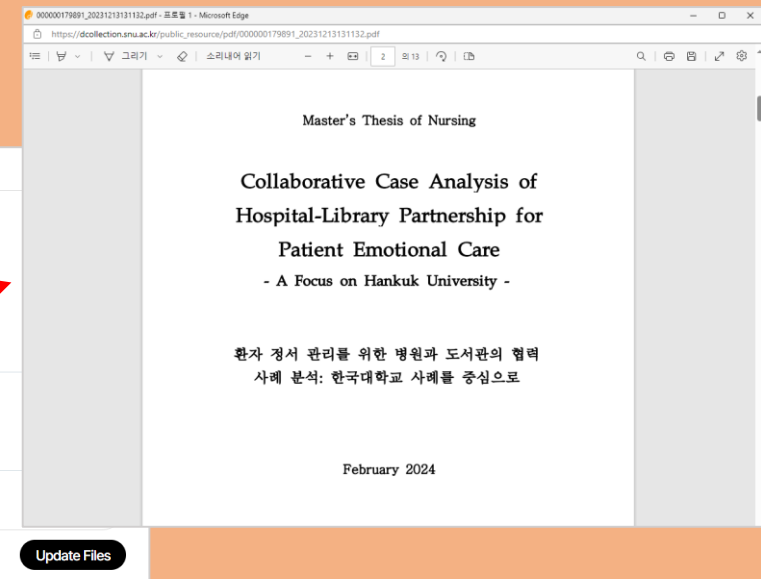 000000179891_20231213131132.pdf - 프로필 1 - Microsoft Edge
https://dcollection.snu.ac.kr/public_resource/pdf/000000179891_20231213131132.pdf
그리기 소리내어 읽기 2 의 13
Master's Thesis of Nursing
Collaborative Case Analysis of
Hospital-Library Partnership for
Patient Emotional Care
- A Focus on Hankuk University -
환자 정서 관리를 위한 병원과 도서관의 협력
사례 분석: 한국대학교 사례를 중심으로
February 2024
Update Files